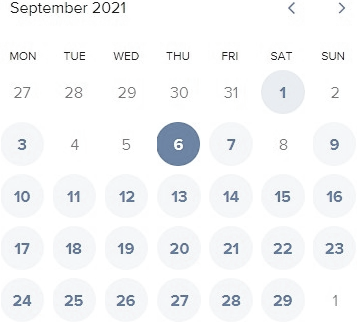 September 2021
MON TUE WED THU FRI SAT SUN
27 28 29 30 31 1 2
3 4 5 6 7 8 9
10 11 12 13 14 15 16
17 18 19 20 21 22 23
24 25 26 27 28 29 1